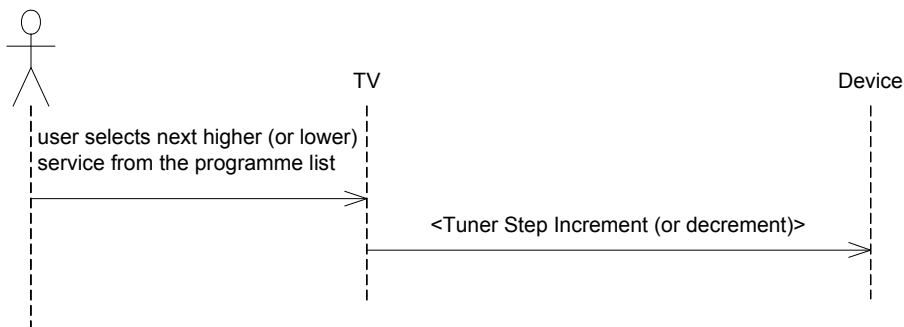 TV
Device
user selects next higher (or lower)
service from the programme list
<Tuner Step Increment (or decrement)>